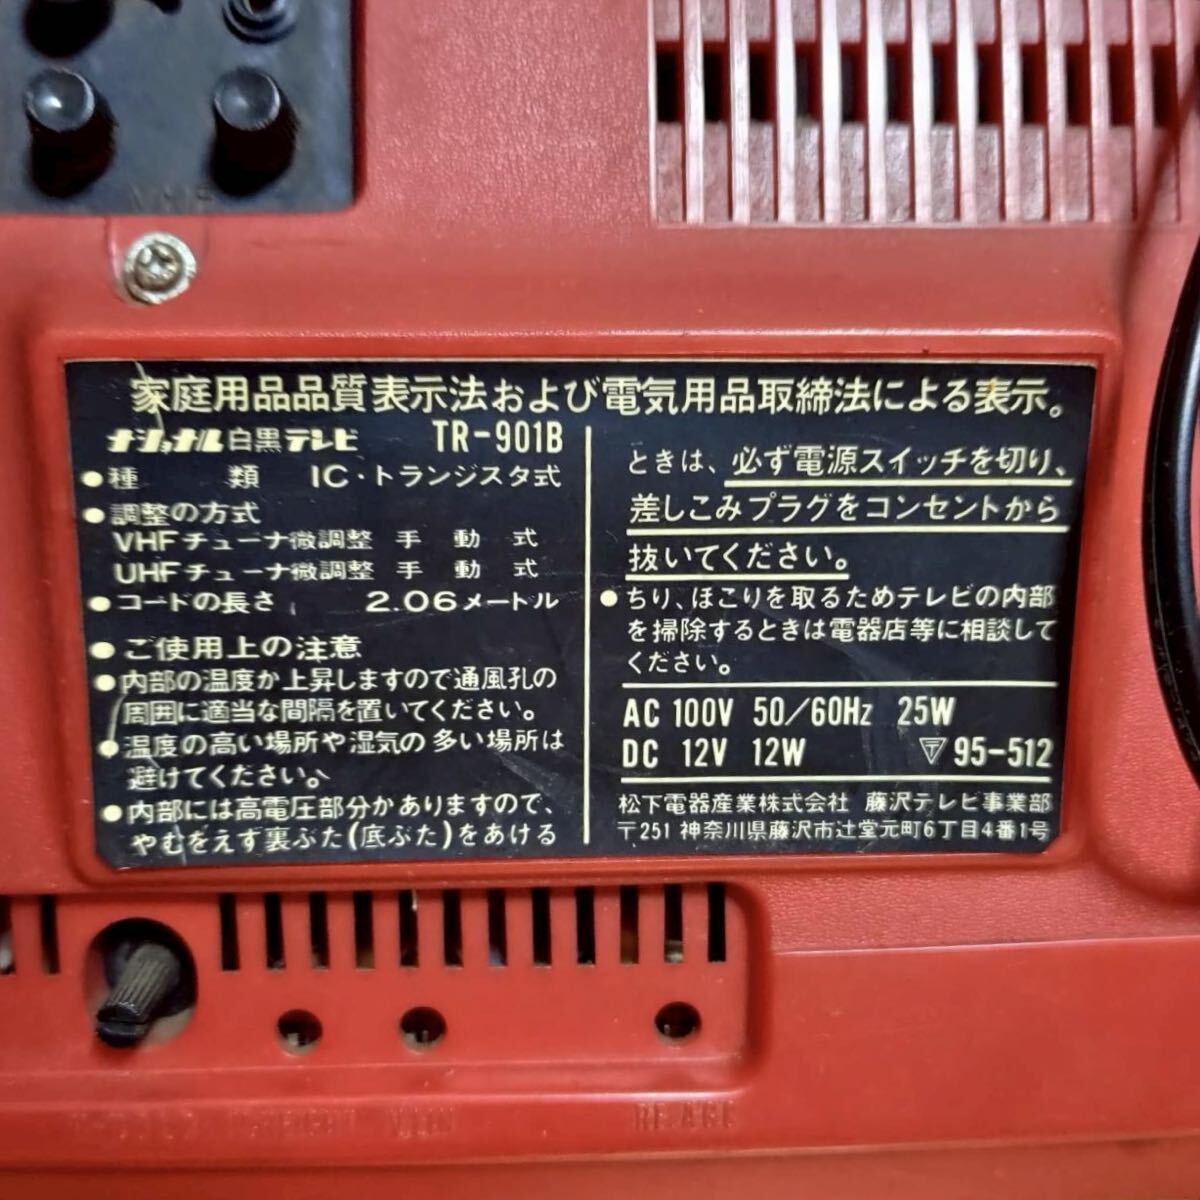 VHF
家庭用品品質表示法および電気用品取締法による表示。
ナショナル白黒テレビ TR-901B
●種 類 IC・トランジスタ式
●調整の方式
VHFチューナ微調整 手 動 式
UHFチューナ微調整 手 動 式
●コードの長さ 2.06メートル
●ご使用上の注意
●内部の温度が上昇しますので通風孔の
周囲に適当な間隔を置いてください。
●温度の高い場所や湿気の多い場所は
避けてください。
●内部には高電圧部分がありますので、
やむをえず裏ぶた(底ぶた)をあける
ときは、必ず電源スイッチを切り、
差しこみプラグをコンセントから
抜いてください。
●ちり、ほこりを取るためテレビの内部
を掃除するときは電器店等に相談して
ください。
AC 100V 50/60Hz 25W
DC 12V 12W 〒95-512
松下電器産業株式会社 藤沢テレビ事業部
〒251 神奈川県藤沢市辻堂元町6丁目4番1号
RF AGC